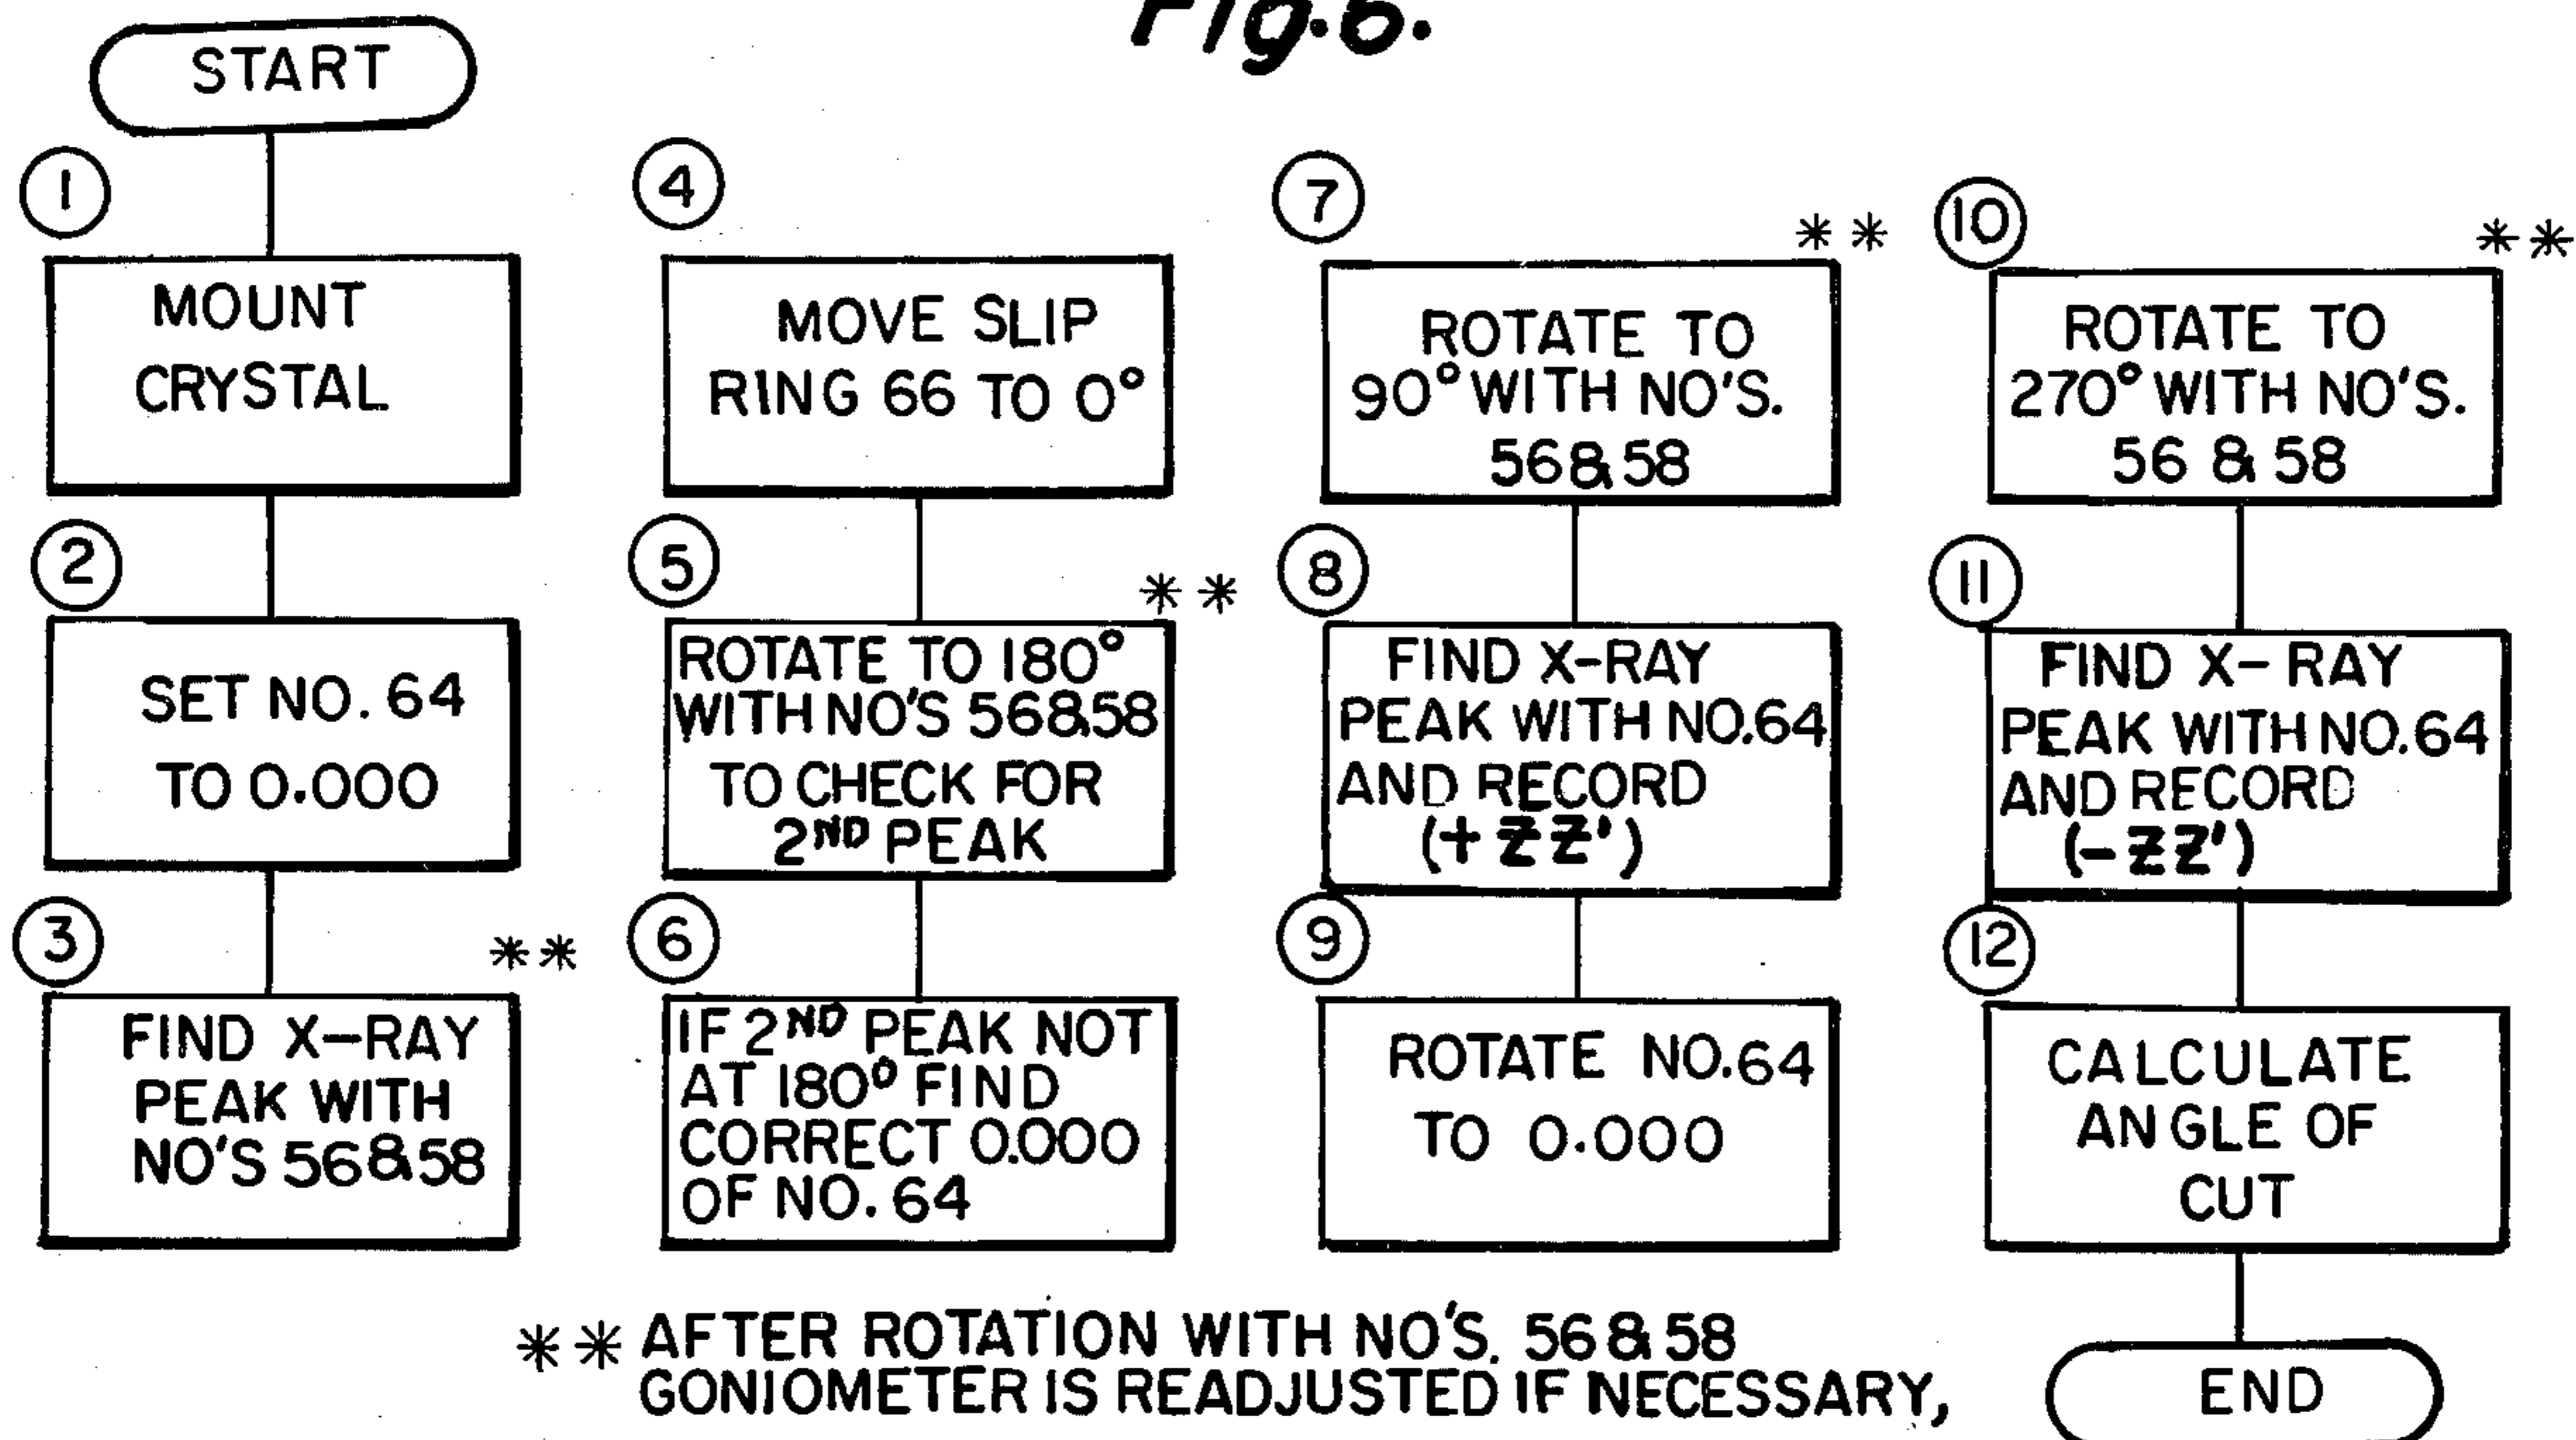 Fig.6.
START
1
MOUNT
CRYSTAL
2
SET NO. 64
TO 0.000
3
**
FIND X-RAY
PEAK WITH
NO'S 56&58
4
MOVE SLIP
RING 66 TO 0°
5
**
ROTATE TO 180°
WITH NO'S 56&58
TO CHECK FOR
2ND PEAK
6
IF 2ND PEAK NOT
AT 180° FIND
CORRECT 0.000
OF NO. 64
7
**
ROTATE TO
90° WITH NO'S.
56&58
8
FIND X-RAY
PEAK WITH NO.64
AND RECORD
(+ZZ')
9
ROTATE NO.64
TO 0.000
10
**
ROTATE TO
270° WITH NO'S.
56 & 58
11
FIND X-RAY
PEAK WITH NO.64
AND RECORD
(-ZZ')
12
CALCULATE
ANGLE OF
CUT
END
** AFTER ROTATION WITH NO'S. 56&58
GONIOMETER IS READJUSTED IF NECESSARY,